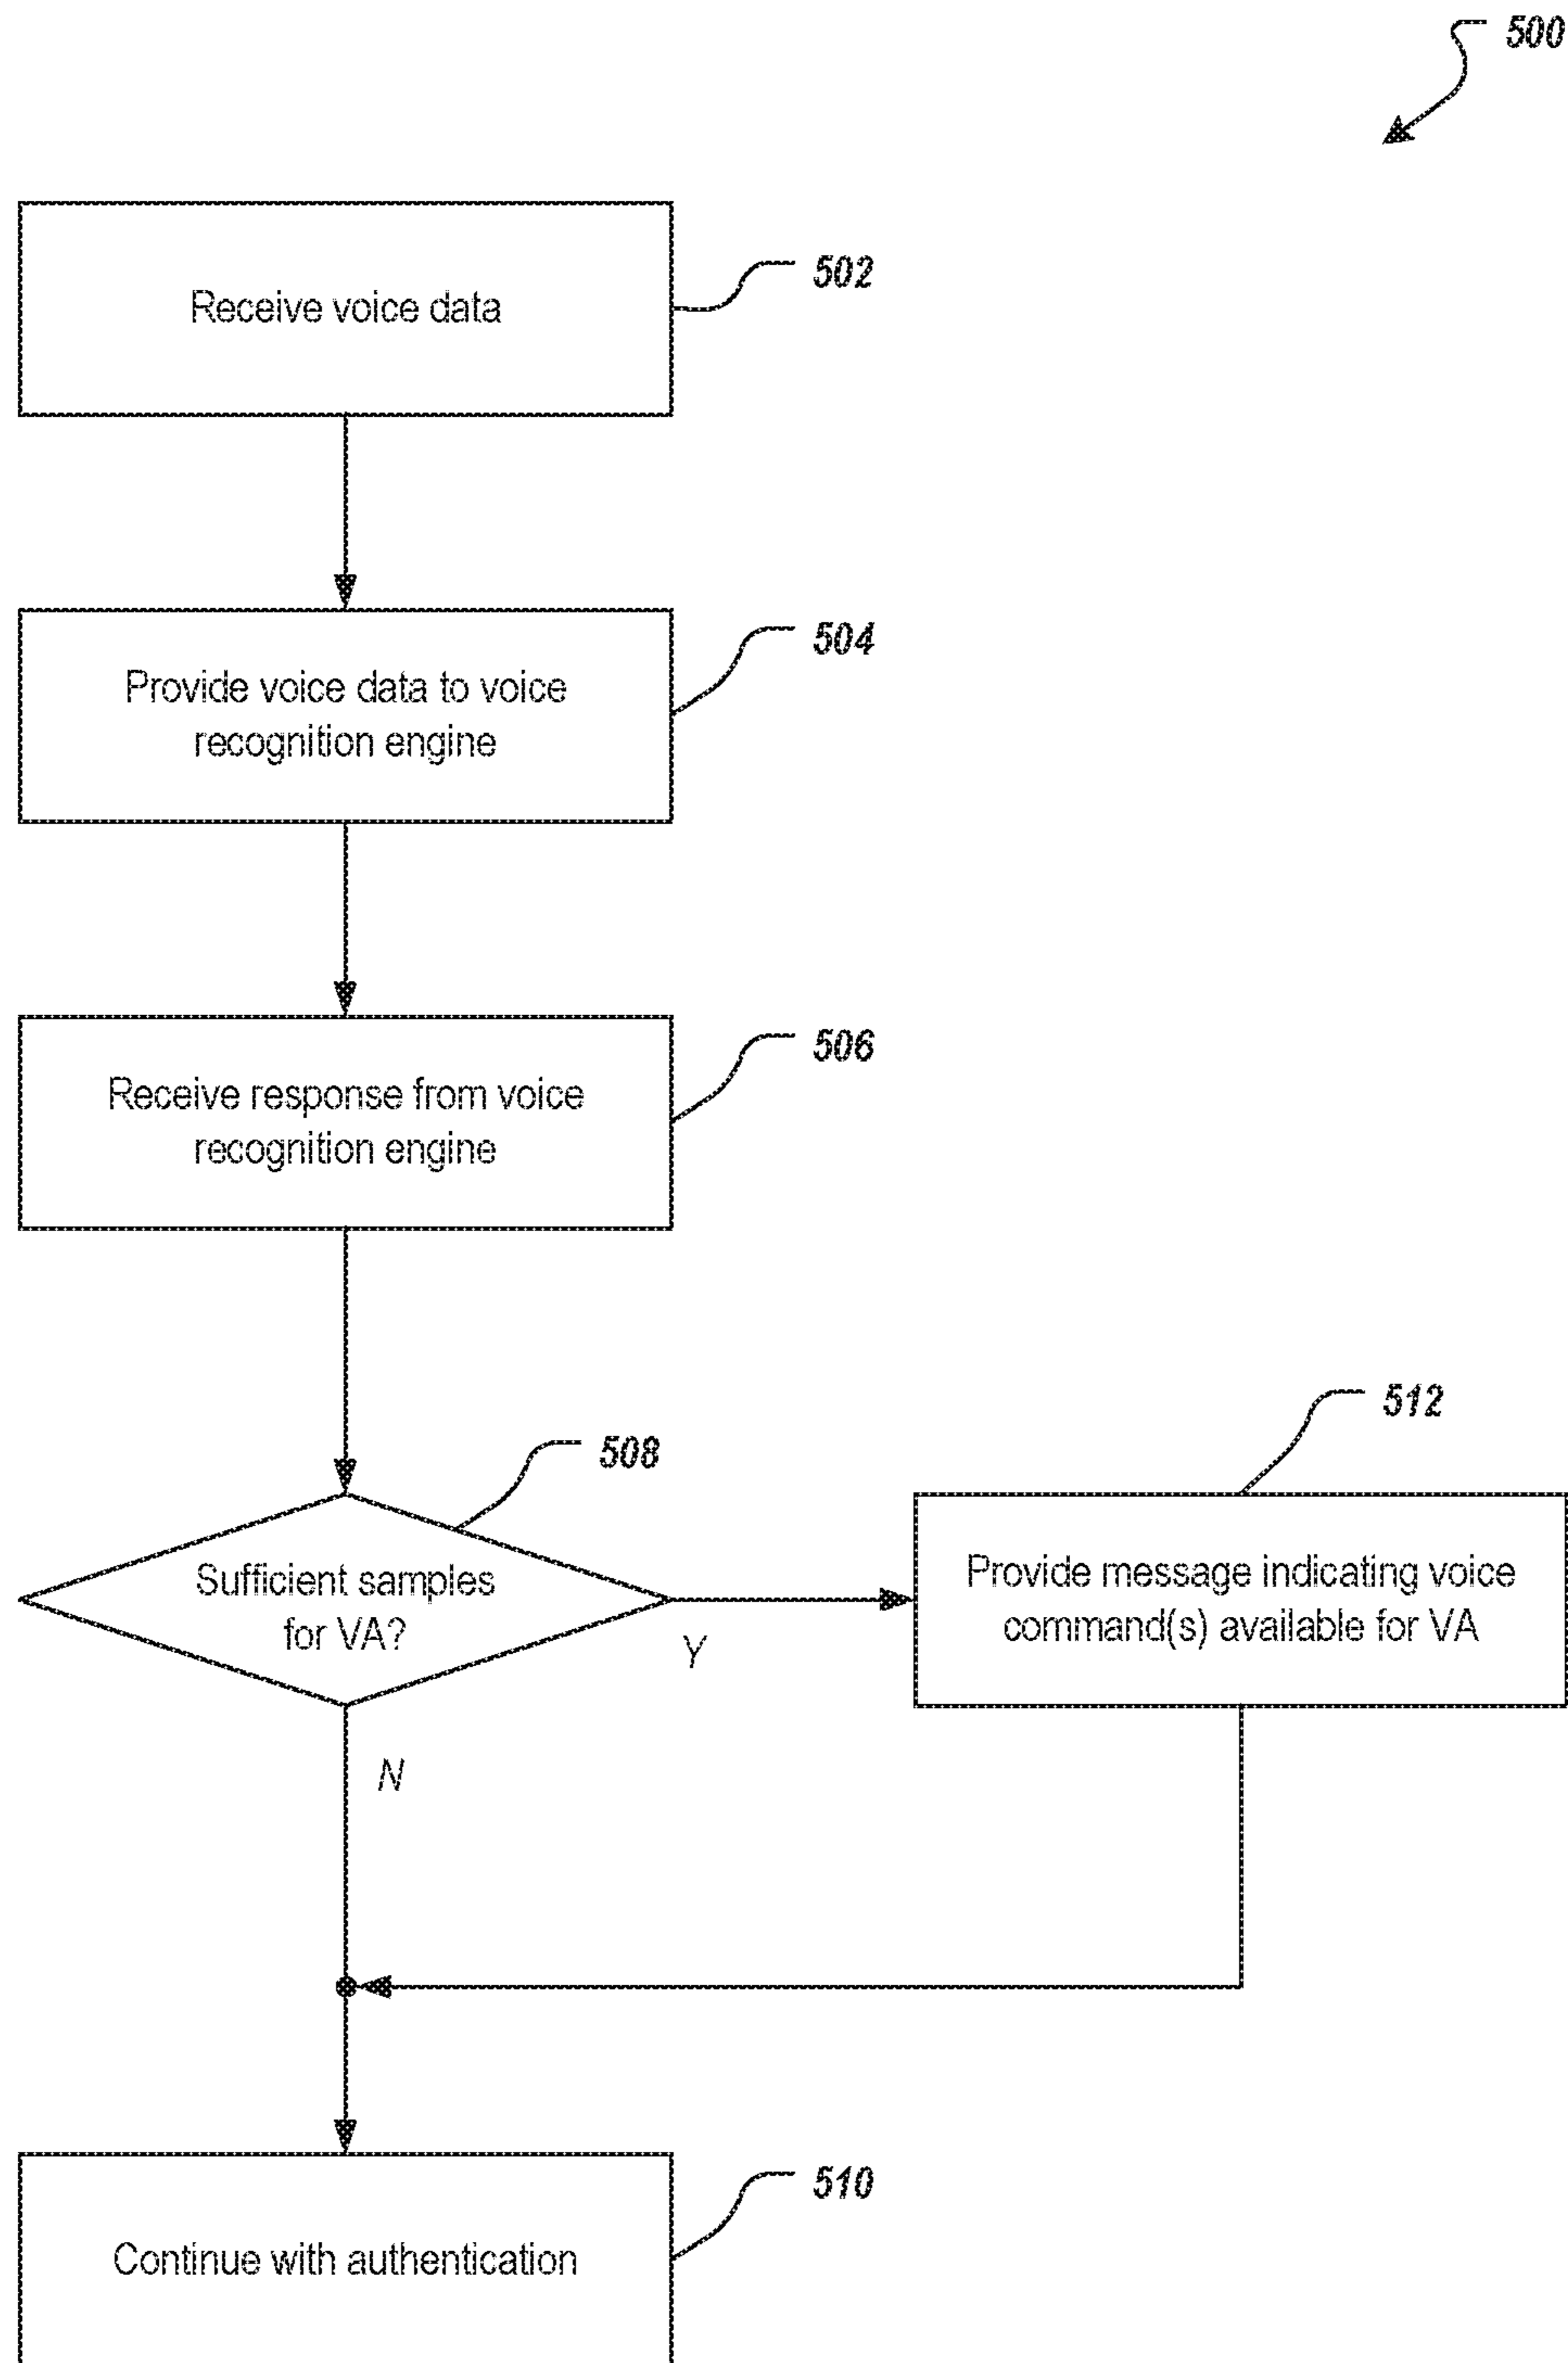 500
Receive voice data
502
Provide voice data to voice
recognition engine
504
Receive response from voice
recognition engine
506
Sufficient samples
for VA?
508
Y
N
Provide message indicating voice
command(s) available for VA
512
Continue with authentication
510